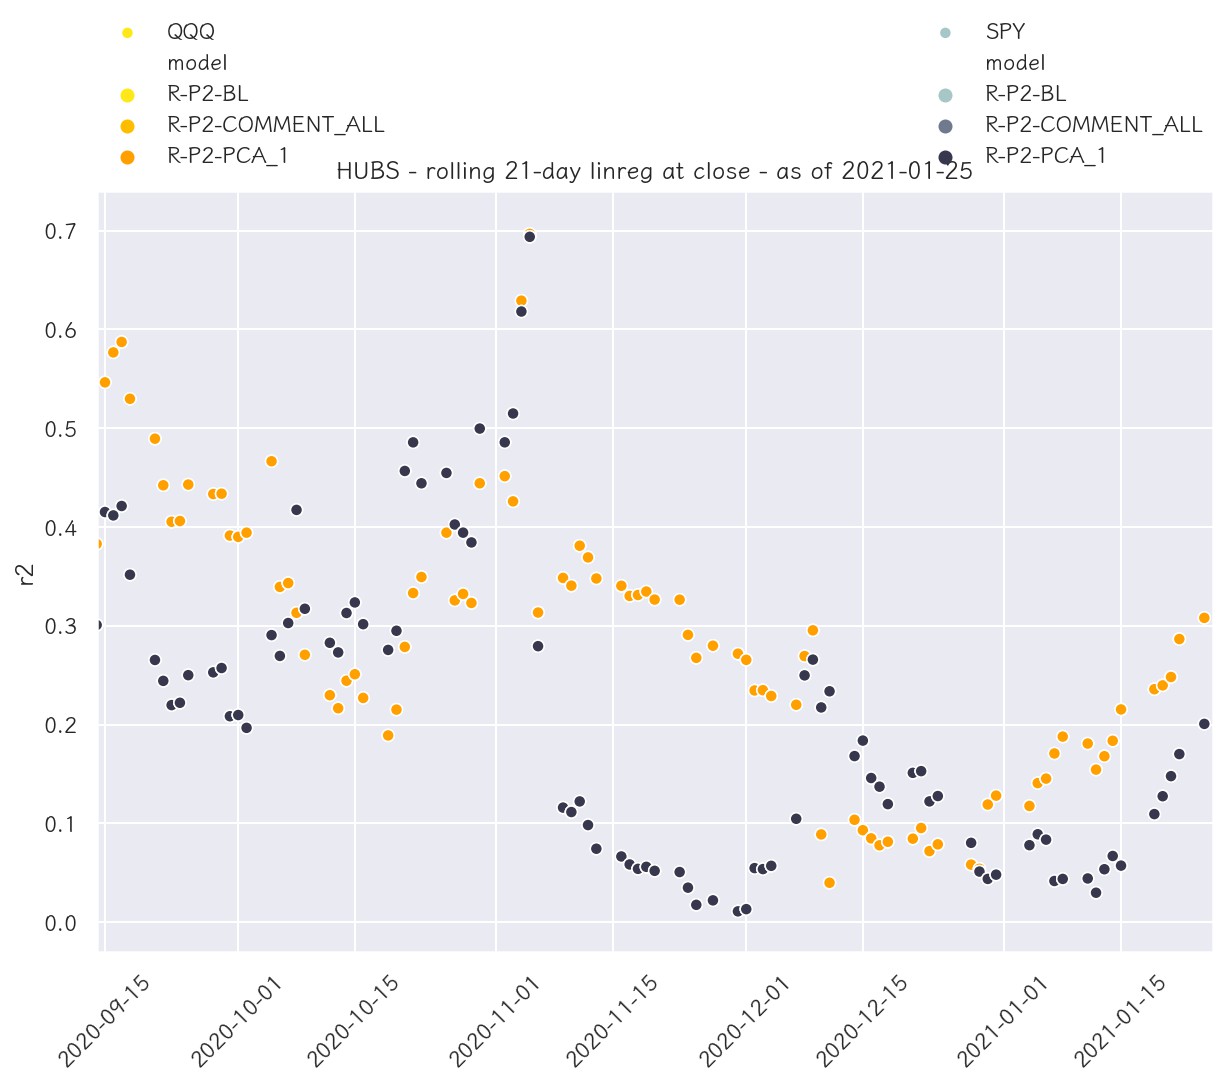 QQQ
model
R-P2-BL
R-P2-COMMENT_ALL
R-P2-PCA_1
SPY
model
R-P2-BL
R-P2-COMMENT_ALL
R-P2-PCA_1
HUBS - rolling 21-day linreg at close - as of 2021-01-25
r2
0.7
0.6
0.5
0.4
0.3
0.2
0.1
0.0
2020-09-15
2020-10-01
2020-10-15
2020-11-01
2020-11-15
2020-12-01
2020-12-15
2021-01-01
2021-01-15